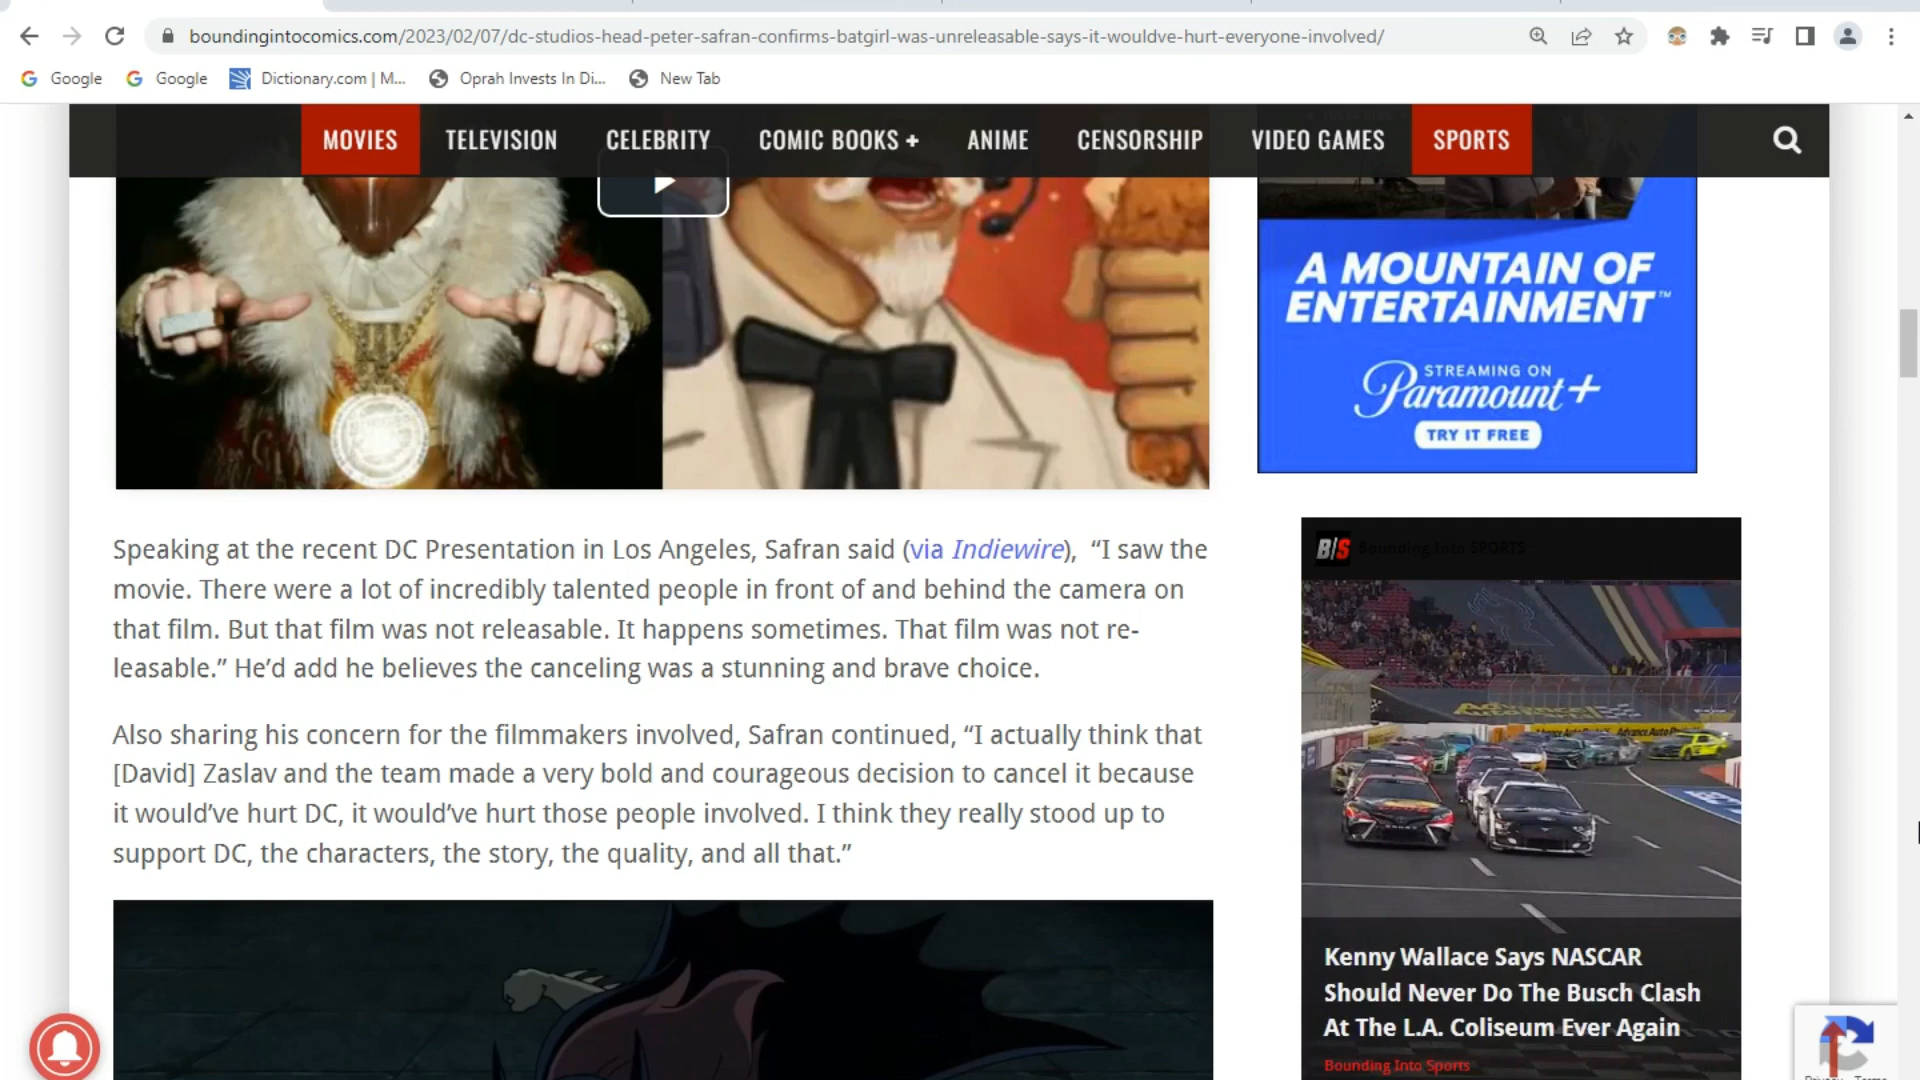 boundingintocomics.com/2023/02/07/dc-studios-head-peter-safran-confirms-batgirl-was-unreleasable-says-it-wouldve-hurt-everyone-involved/
Google
Google
Dictionary.com | M...
Oprah Invests In Di...
New Tab
MOVIES
TELEVISION
CELEBRITY
COMIC BOOKS +
ANIME
CENSORSHIP
VIDEO GAMES
SPORTS
Speaking at the recent DC Presentation in Los Angeles, Safran said (via Indiewire), “I saw the
movie. There were a lot of incredibly talented people in front of and behind the camera on
that film. But that film was not releasable. It happens sometimes. That film was not re-
leasable.” He’d add he believes the canceling was a stunning and brave choice.
Also sharing his concern for the filmmakers involved, Safran continued, “I actually think that
[David] Zaslav and the team made a very bold and courageous decision to cancel it because
it would’ve hurt DC, it would’ve hurt those people involved. I think they really stood up to
support DC, the characters, the story, the quality, and all that.”
A MOUNTAIN OF
ENTERTAINMENT™
STREAMING ON
Paramount+
TRY IT FREE
B/S Bounding Into SPORTS
Kenny Wallace Says NASCAR
Should Never Do The Busch Clash
At The L.A. Coliseum Ever Again
Bounding Into Sports